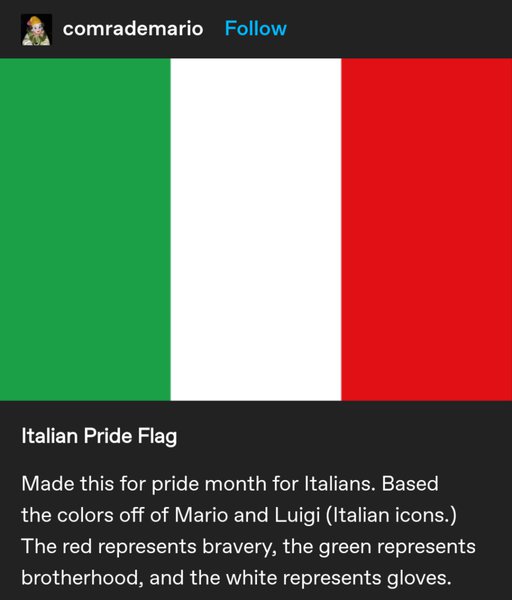 comrademario Follow
Italian Pride Flag
Made this for pride month for Italians. Based
the colors off of Mario and Luigi (Italian icons.)
The red represents bravery, the green represents
brotherhood, and the white represents gloves.